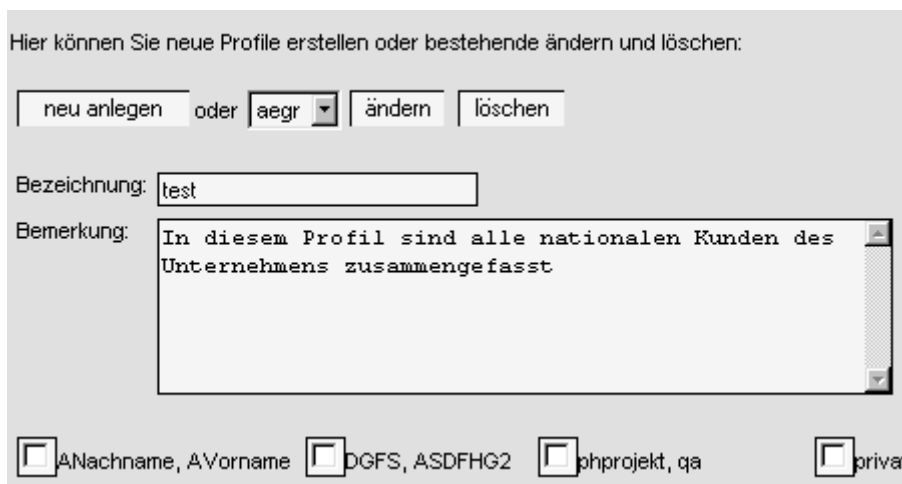 Hier können Sie neue Profile erstellen oder bestehende ändern und löschen:
neu anlegen oder aegr ändern löschen
Bezeichnung: test
Bemerkung: In diesem Profil sind alle nationalen Kunden des
Unternehmens zusammengefasst
ANachname, AVorname DGFS, ASDFHG2 phprojekt, qa priva